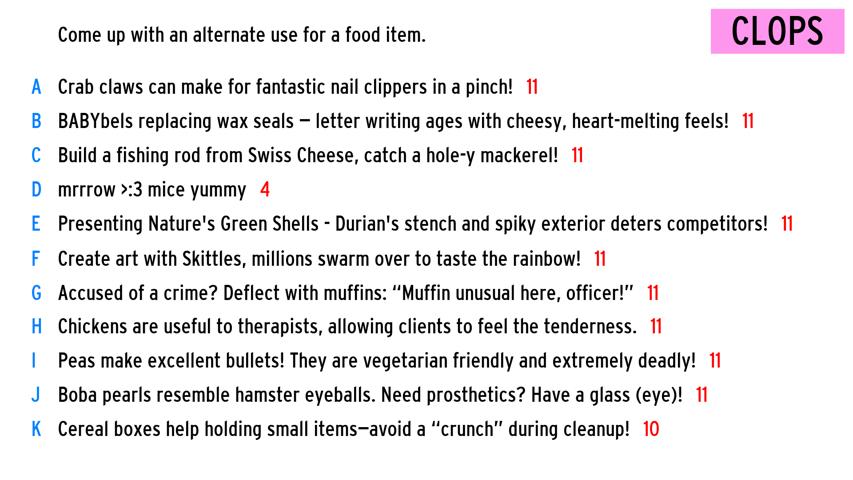 Come up with an alternate use for a food item.
CLOPS
A Crab claws can make for fantastic nail clippers in a pinch! 11
B BABYbels replacing wax seals – letter writing ages with cheesy, heart-melting feels! 11
C Build a fishing rod from Swiss Cheese, catch a hole-y mackerel! 11
D mrrrow >:3 mice yummy 4
E Presenting Nature's Green Shells - Durian's stench and spiky exterior deters competitors! 11
F Create art with Skittles, millions swarm over to taste the rainbow! 11
G Accused of a crime? Deflect with muffins: “Muffin unusual here, officer!” 11
H Chickens are useful to therapists, allowing clients to feel the tenderness. 11
I Peas make excellent bullets! They are vegetarian friendly and extremely deadly! 11
J Boba pearls resemble hamster eyeballs. Need prosthetics? Have a glass (eye)! 11
K Cereal boxes help holding small items—avoid a “crunch” during cleanup! 10